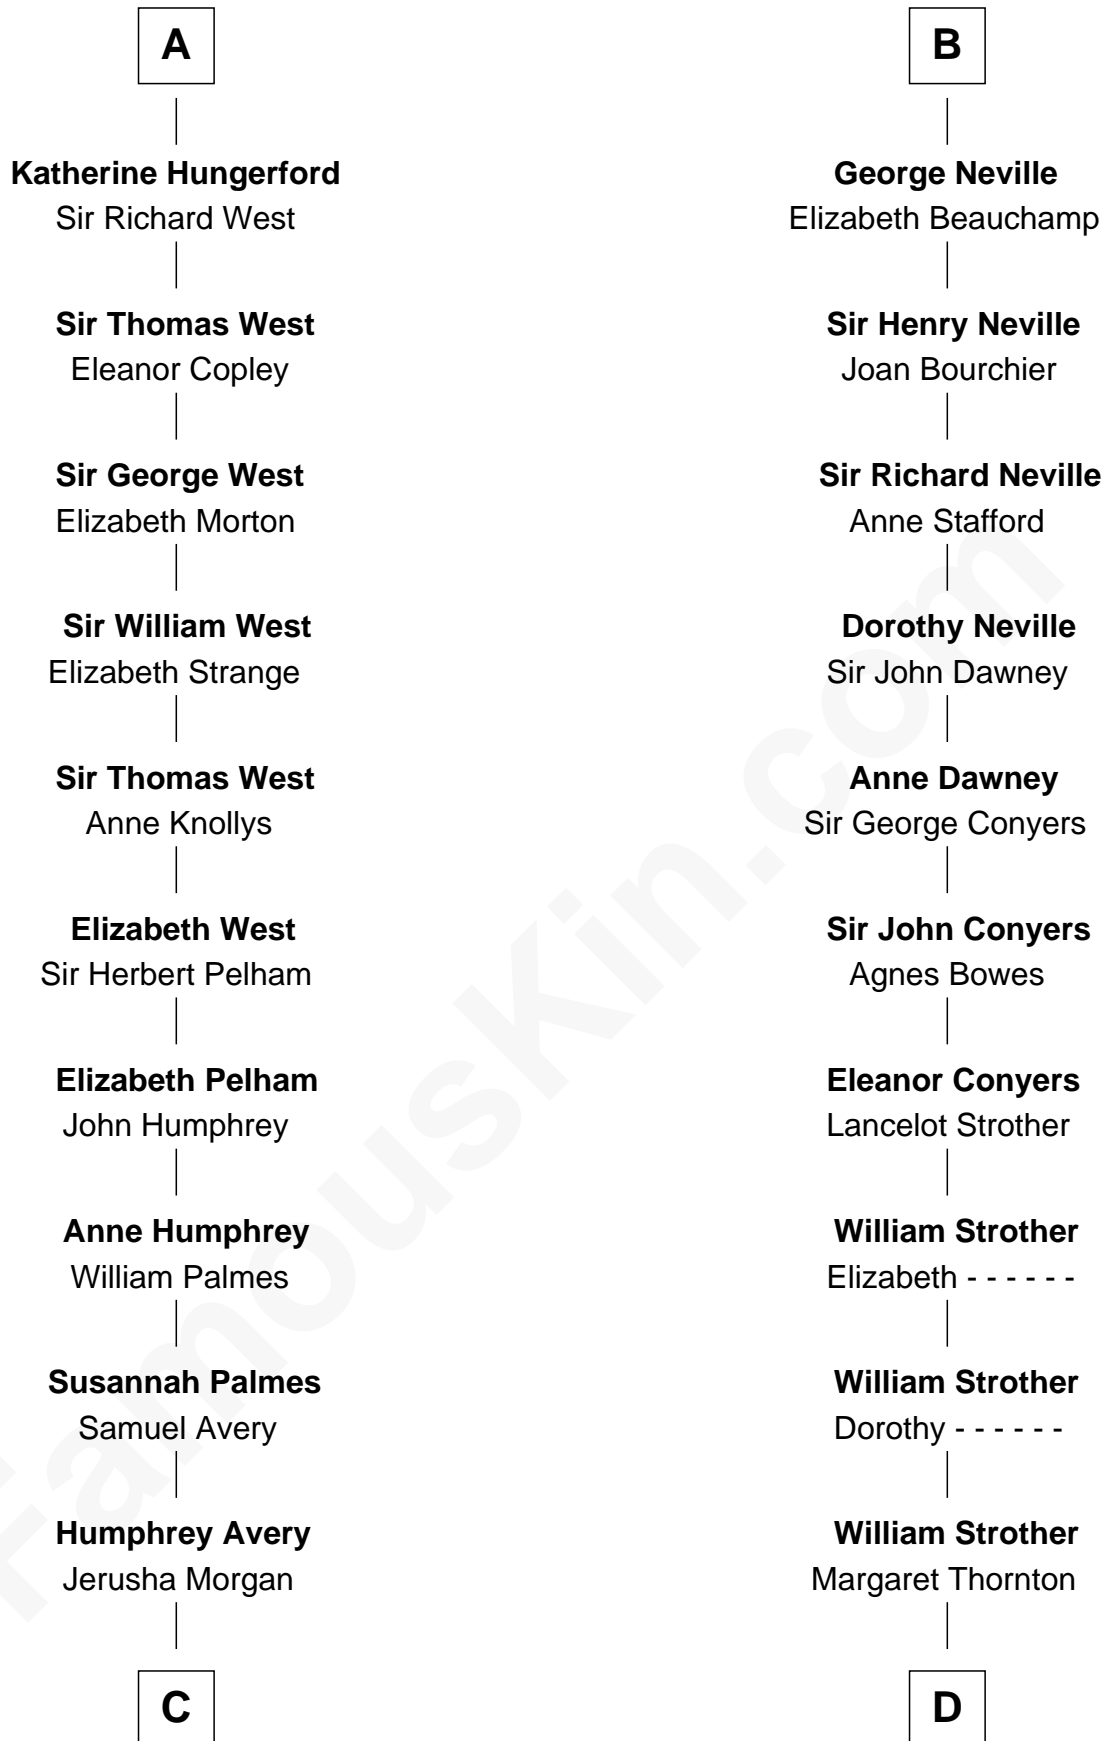 A
Katherine Hungerford
Sir Richard West
Sir Thomas West
Eleanor Copley
Sir George West
Elizabeth Morton
Sir William West
Elizabeth Strange
Sir Thomas West
Anne Knollys
Elizabeth West
Sir Herbert Pelham
Elizabeth Pelham
John Humphrey
Anne Humphrey
William Palmes
Susannah Palmes
Samuel Avery
Humphrey Avery
Jerusha Morgan
C
B
George Neville
Elizabeth Beauchamp
Sir Henry Neville
Joan Bourchier
Sir Richard Neville
Anne Stafford
Dorothy Neville
Sir John Dawney
Anne Dawney
Sir George Conyers
Sir John Conyers
Agnes Bowes
Eleanor Conyers
Lancelot Strother
William Strother
Elizabeth - - - - - -
William Strother
Dorothy - - - - - -
William Strother
Margaret Thornton
D
FamousKin.com